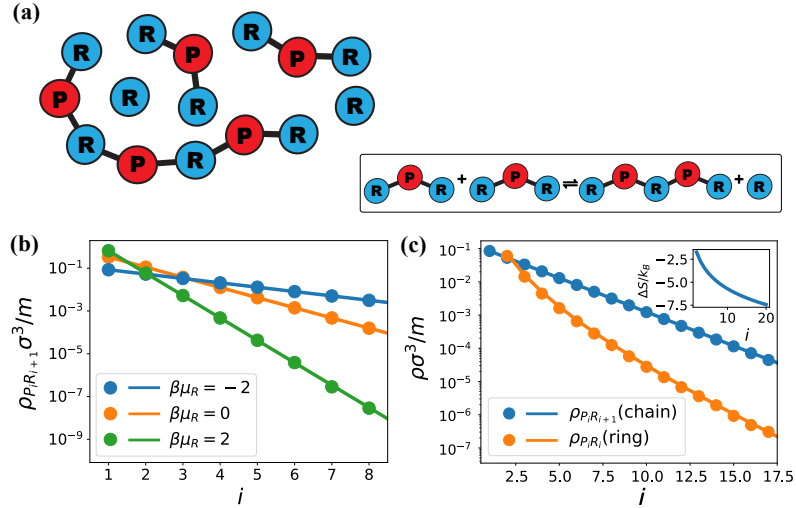 (a)
R R R
P P R
P R R R
R P R P R
R P R + R P R ⇌ R P R P R + R
(b) (c)
ρ_{P_iR_{i+1}}σ³/m
10⁻¹
10⁻³
10⁻⁵
10⁻⁷
10⁻⁹
βμ_R = −2
βμ_R = 0
βμ_R = 2
1 2 3 4 5 6 7 8
i
ρσ³/m
10⁻¹
10⁻²
10⁻³
10⁻⁴
10⁻⁵
10⁻⁶
10⁻⁷
ΔS/k_B
−2.5
−5.0
−7.5
0 10 20
i
ρ_{P_iR_{i+1}}(chain)
ρ_{P_iR_i}(ring)
2.5 5.0 7.5 10.0 12.5 15.0 17.5
i